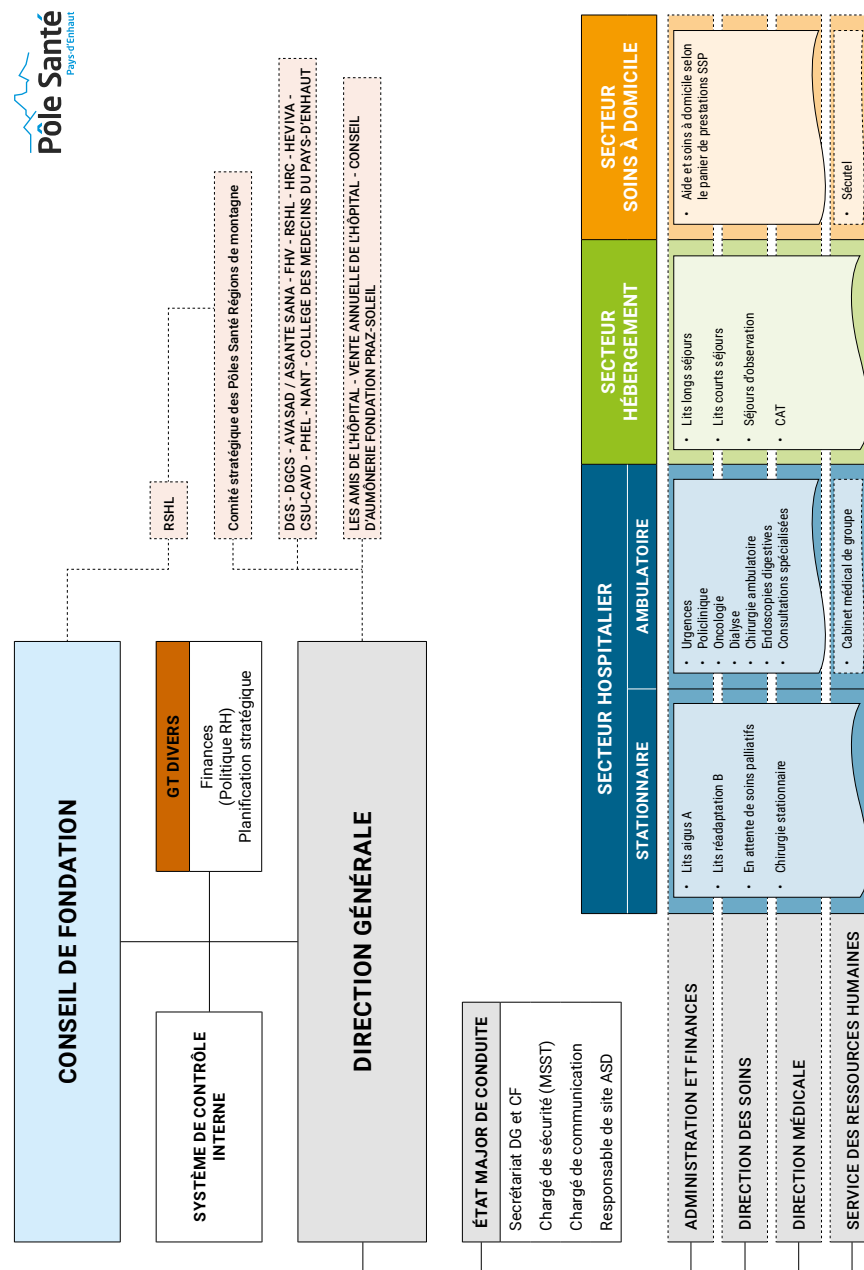 Pôle Santé
Pays-d'Enhaut
CONSEIL DE FONDATION
RSHL
Comité stratégique des Pôles Santé Régions de montagne
DGS - DGCS - AVASAD / ASANTE SANA - FHV - RSHL - HRC - HEVIVA -
CSU-CAVD - PHEL - NANT - COLLEGE DES MEDECINS DU PAYS-D'ENHAUT
LES AMIS DE L'HÔPITAL - VENTE ANNUELLE DE L'HÔPITAL - CONSEIL
D'AUMÔNERIE FONDATION PRAZ-SOLEIL
SYSTÈME DE CONTRÔLE
INTERNE
GT DIVERS
Finances
(Politique RH)
Planification stratégique
DIRECTION GÉNÉRALE
ÉTAT MAJOR DE CONDUITE
Secrétariat DG et CF
Chargé de sécurité (MSST)
Chargé de communication
Responsable de site ASD
SECTEUR HOSPITALIER
STATIONNAIRE
AMBULATOIRE
SECTEUR
HÉBERGEMENT
SECTEUR
SOINS À DOMICILE
ADMINISTRATION ET FINANCES
DIRECTION DES SOINS
DIRECTION MÉDICALE
SERVICE DES RESSOURCES HUMAINES
• Lits aigus A
• Lits réadaptation B
• En attente de soins palliatifs
• Chirurgie stationnaire
• Urgences
• Policlinique
• Oncologie
• Dialyse
• Chirurgie ambulatoire
• Endoscopies digestives
• Consultations spécialisées
• Cabinet médical de groupe
• Lits longs séjours
• Lits courts séjours
• Séjours d'observation
• CAT
• Aide et soins à domicile selon
le panier de prestations SSP
• Sécutel